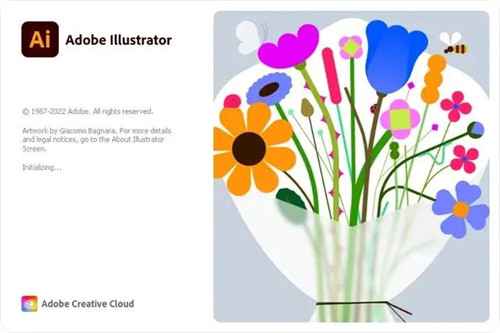 Ai Adobe Illustrator
© 1987-2022 Adobe. All rights reserved.
Artwork by Giacomo Bagnara. For more details
and legal notices, go to the About Illustrator
Screen.
Initializing...
Adobe Creative Cloud